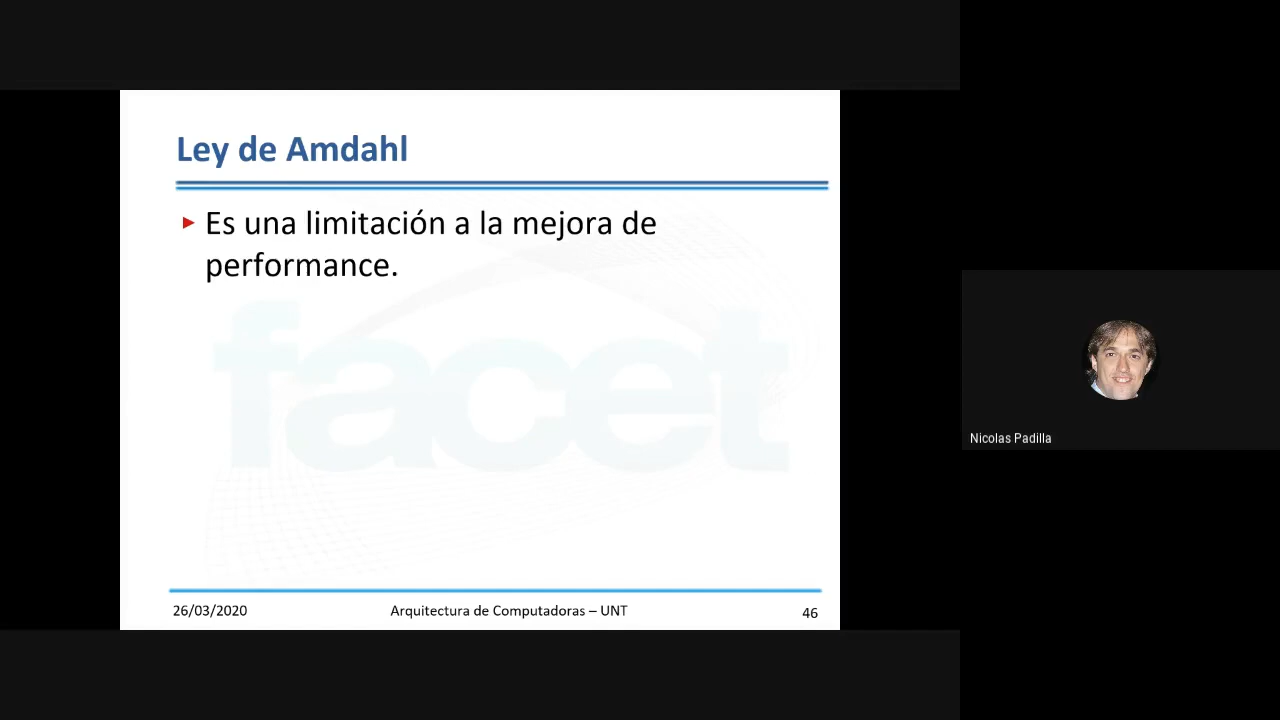 Ley de Amdahl
Es una limitación a la mejora de
performance.
facet
26/03/2020
Arquitectura de Computadoras – UNT
46
Nicolas Padilla